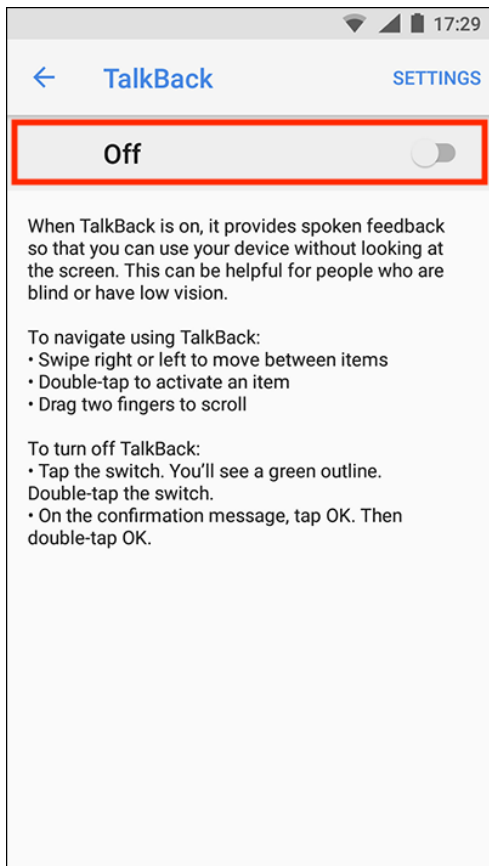 17:29
TalkBack
SETTINGS
Off
When TalkBack is on, it provides spoken feedback
so that you can use your device without looking at
the screen. This can be helpful for people who are
blind or have low vision.
To navigate using TalkBack:
• Swipe right or left to move between items
• Double-tap to activate an item
• Drag two fingers to scroll
To turn off TalkBack:
• Tap the switch. You’ll see a green outline.
Double-tap the switch.
• On the confirmation message, tap OK. Then
double-tap OK.